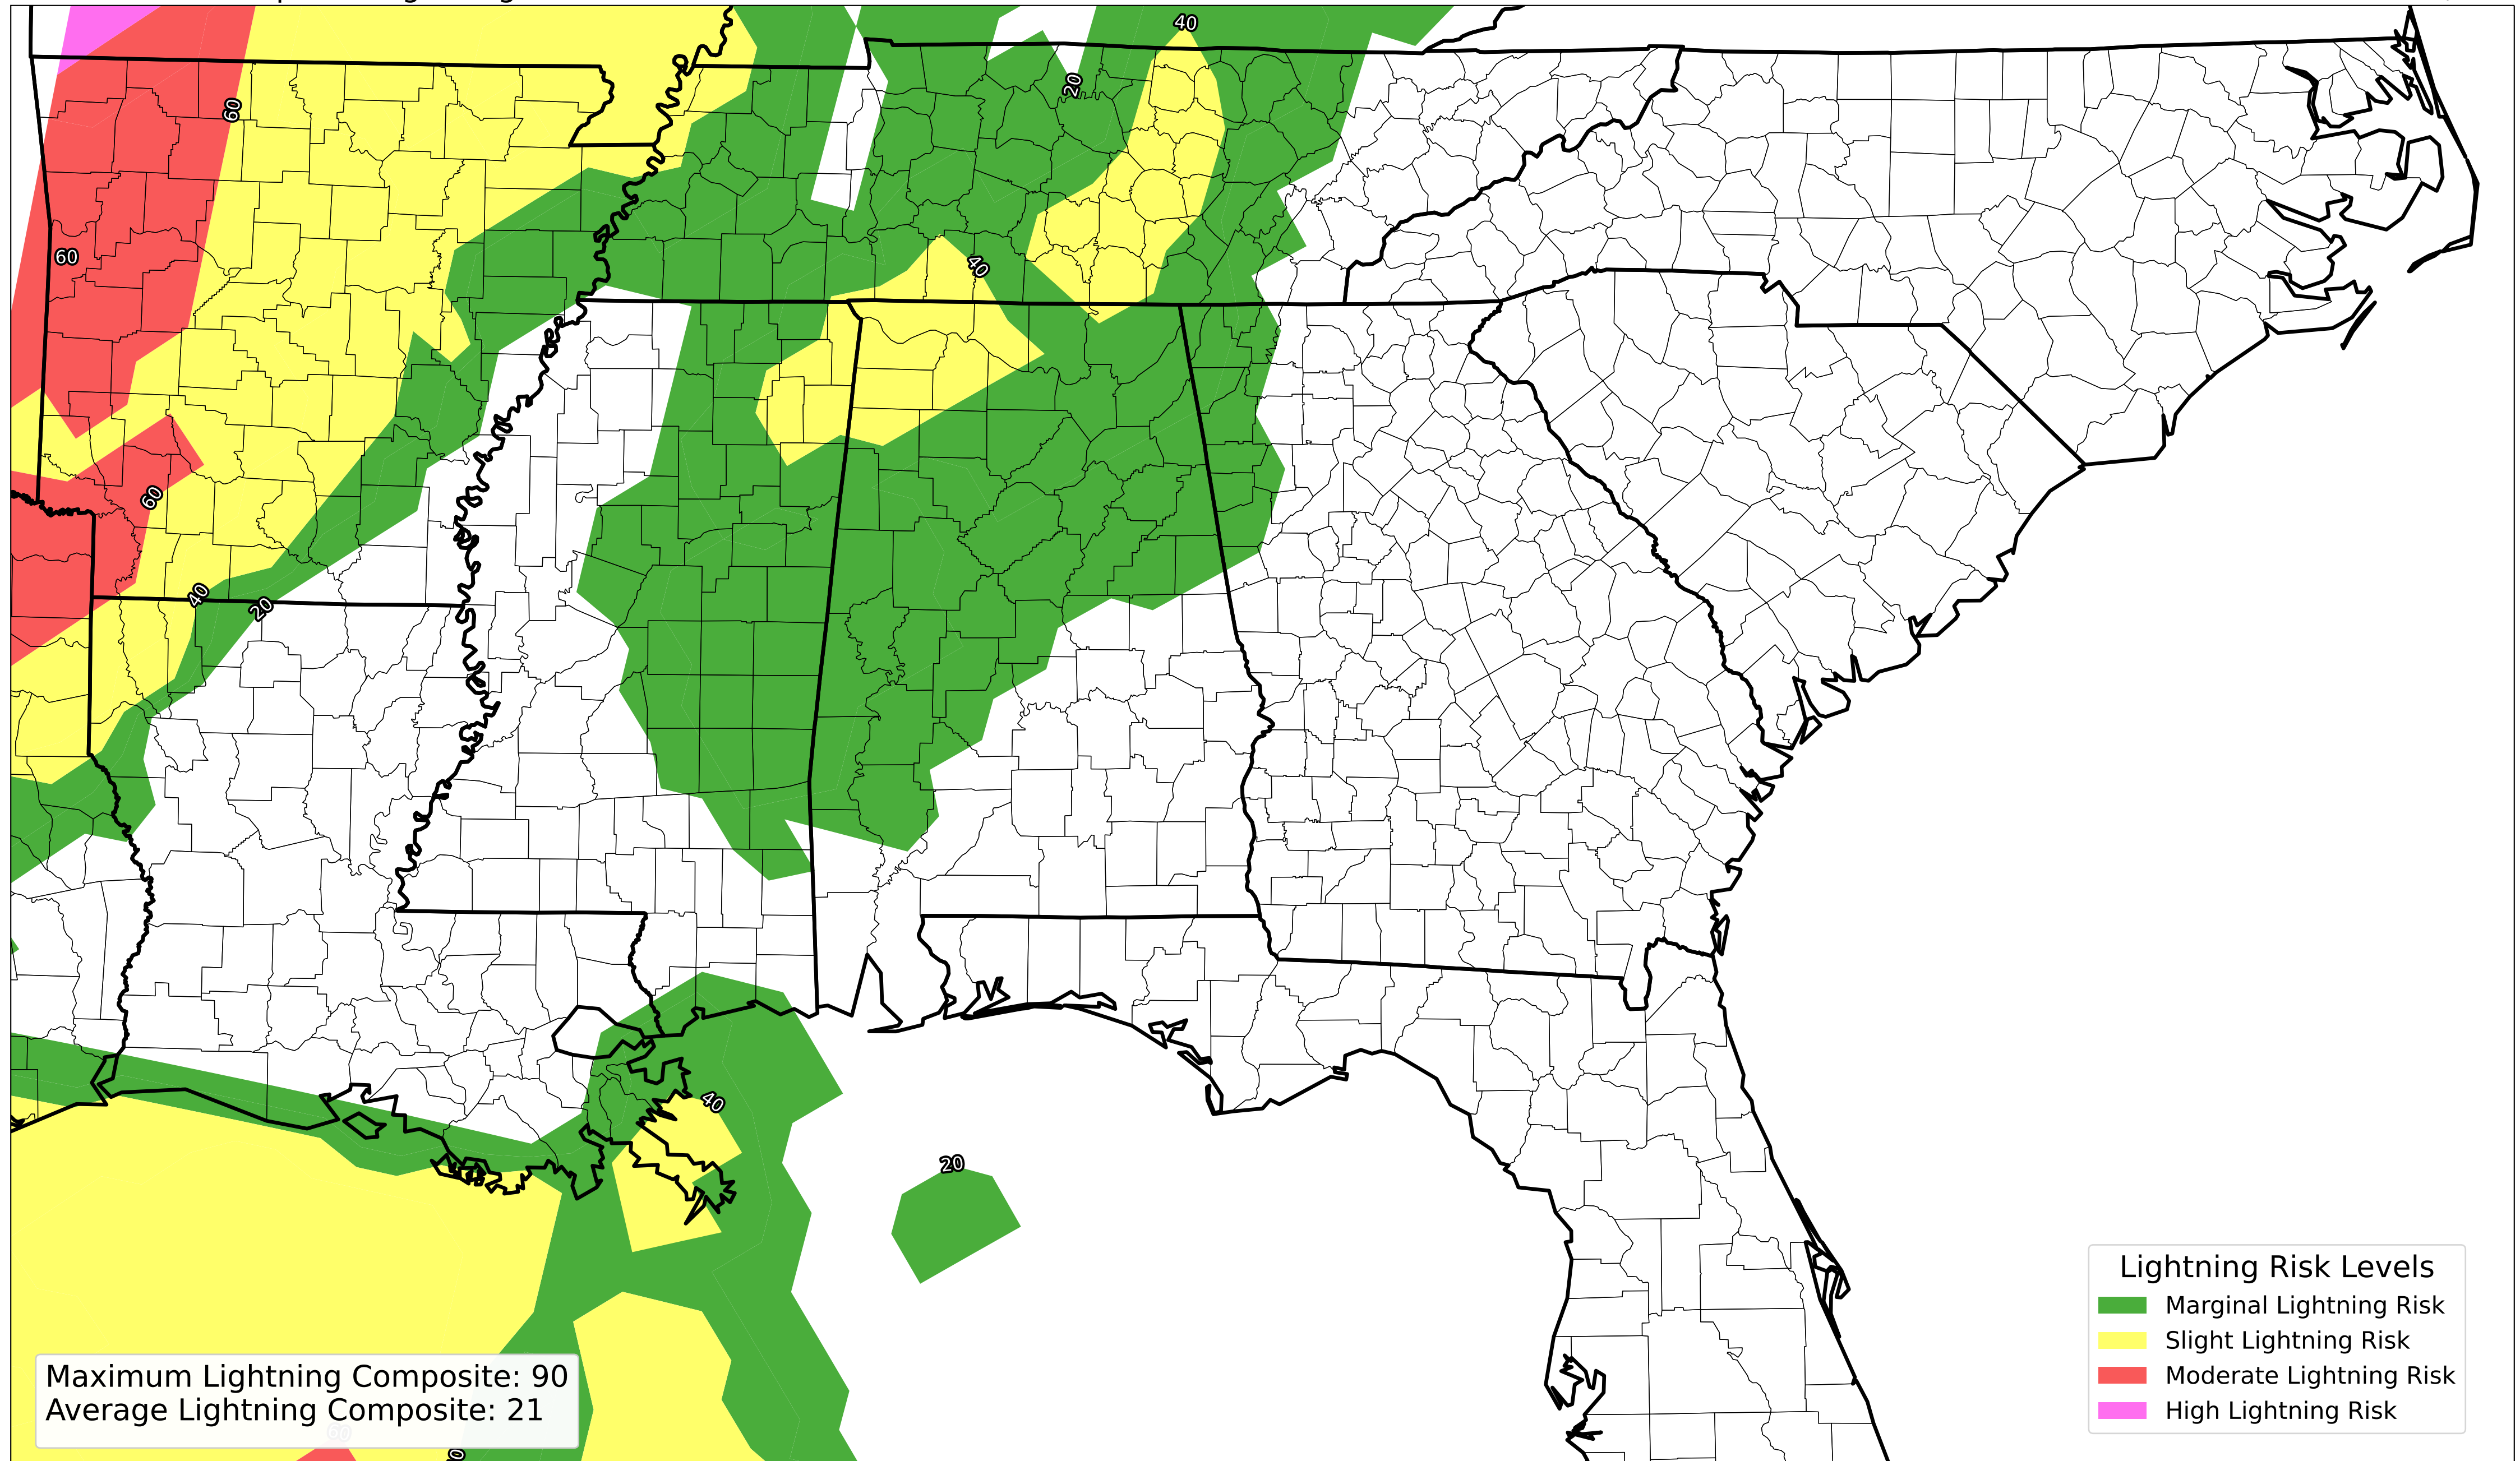 40
20
60
60
40
60
40
20
40
20
Lightning Risk Levels
Marginal Lightning Risk
Slight Lightning Risk
Moderate Lightning Risk
High Lightning Risk
Maximum Lightning Composite: 90
Average Lightning Composite: 21
60